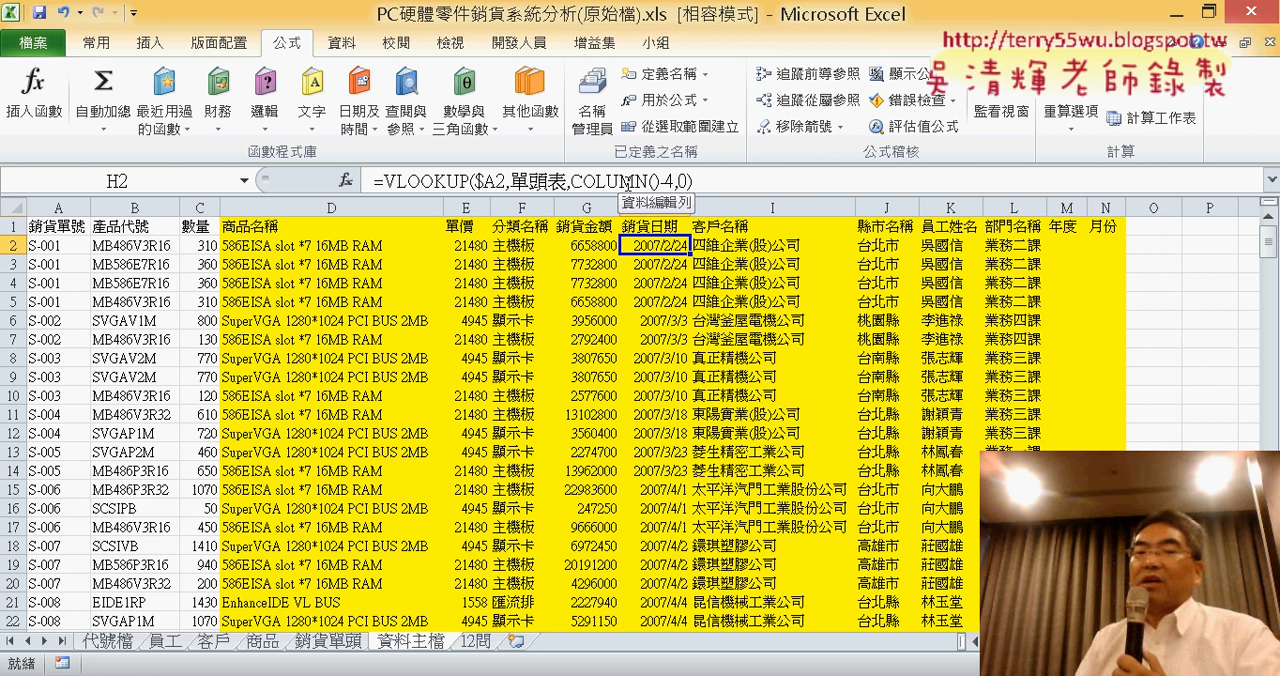 PC硬體零件銷貨系統分析(原始檔).xls [相容模式] - Microsoft Excel
檔案 常用 插入 版面配置 公式 資料 校閱 檢視 開發人員 增益集 小組
http://terry55wu.blogspot.tw
吳清輝老師錄製
插入函數 自動加總 最近用過的函數 財務 邏輯 文字 日期及時間 查閱與參照 數學與三角函數 其他函數
名稱管理員 定義名稱 用於公式 從選取範圍建立
追蹤前導參照 追蹤從屬參照 移除箭號 顯示公 錯誤檢查 評估值公式 監看視窗
重算選項 計算工作表
函數程式庫 已定義之名稱 公式稽核 計算
H2 fx =VLOOKUP($A2,單頭表,COLUMN()-4,0)
資料編輯列
A B C D E F G H I J K L M N O P
1 銷貨單號 產品代號 數量 商品名稱 單價 分類名稱 銷貨金額 銷貨日期 客戶名稱 縣市名稱 員工姓名 部門名稱 年度 月份
2 S-001 MB486V3R16 310 586EISA slot *7 16MB RAM 21480 主機板 6658800 2007/2/24 四維企業(股)公司 台北市 吳國信 業務二課
3 S-001 MB586E7R16 360 586EISA slot *7 16MB RAM 21480 主機板 7732800 2007/2/24 四維企業(股)公司 台北市 吳國信 業務二課
4 S-001 MB586E7R16 360 586EISA slot *7 16MB RAM 21480 主機板 7732800 2007/2/24 四維企業(股)公司 台北市 吳國信 業務二課
5 S-001 MB486V3R16 310 586EISA slot *7 16MB RAM 21480 主機板 6658800 2007/2/24 四維企業(股)公司 台北市 吳國信 業務二課
6 S-002 SVGAV1M 800 SuperVGA 1280*1024 PCI BUS 2MB 4945 顯示卡 3956000 2007/3/3 台灣釜屋電機公司 桃園縣 李進祿 業務四課
7 S-002 MB486V3R16 130 586EISA slot *7 16MB RAM 21480 主機板 2792400 2007/3/3 台灣釜屋電機公司 桃園縣 李進祿 業務四課
8 S-003 SVGAV2M 770 SuperVGA 1280*1024 PCI BUS 2MB 4945 顯示卡 3807650 2007/3/10 真正精機公司 台南縣 張志輝 業務三課
9 S-003 SVGAV2M 770 SuperVGA 1280*1024 PCI BUS 2MB 4945 顯示卡 3807650 2007/3/10 真正精機公司 台南縣 張志輝 業務三課
10 S-003 MB486V3R16 120 586EISA slot *7 16MB RAM 21480 主機板 2577600 2007/3/10 真正精機公司 台南縣 張志輝 業務三課
11 S-004 MB486V3R32 610 586EISA slot *7 16MB RAM 21480 主機板 13102800 2007/3/18 東陽實業(股)公司 台北縣 謝穎青 業務三課
12 S-004 SVGAP1M 720 SuperVGA 1280*1024 PCI BUS 2MB 4945 顯示卡 3560400 2007/3/18 東陽實業(股)公司 台北縣 謝穎青 業務三課
13 S-005 SVGAP2M 460 SuperVGA 1280*1024 PCI BUS 2MB 4945 顯示卡 2274700 2007/3/23 菱生精密工業公司 台北縣 林鳳春
14 S-005 MB486P3R16 650 586EISA slot *7 16MB RAM 21480 主機板 13962000 2007/3/23 菱生精密工業公司 台北縣 林鳳春
15 S-006 MB486P3R32 1070 586EISA slot *7 16MB RAM 21480 主機板 22983600 2007/4/1 太平洋汽門工業股份公司 台北市 向大鵬
16 S-006 SCSIPB 50 SuperVGA 1280*1024 PCI BUS 2MB 4945 顯示卡 247250 2007/4/1 太平洋汽門工業股份公司 台北市 向大鵬
17 S-006 MB486V3R16 450 586EISA slot *7 16MB RAM 21480 主機板 9666000 2007/4/1 太平洋汽門工業股份公司 台北市 向大鵬
18 S-007 SCSIVB 1410 SuperVGA 1280*1024 PCI BUS 2MB 4945 顯示卡 6972450 2007/4/2 鐶琪塑膠公司 高雄市 莊國雄
19 S-007 MB586P3R16 940 586EISA slot *7 16MB RAM 21480 主機板 20191200 2007/4/2 鐶琪塑膠公司 高雄市 莊國雄
20 S-007 MB486V3R32 200 586EISA slot *7 16MB RAM 21480 主機板 4296000 2007/4/2 鐶琪塑膠公司 高雄市 莊國雄
21 S-008 EIDE1RP 1430 EnhanceIDE VL BUS 1558 匯流排 2227940 2007/4/4 昆信機械工業公司 台北縣 林玉堂
22 S-008 SVGAP1M 1070 SuperVGA 1280*1024 PCI BUS 2MB 4945 顯示卡 5291150 2007/4/4 昆信機械工業公司 台北縣 林玉堂
代號檔 員工 客戶 商品 銷貨單頭 資料主檔 12問
就緒